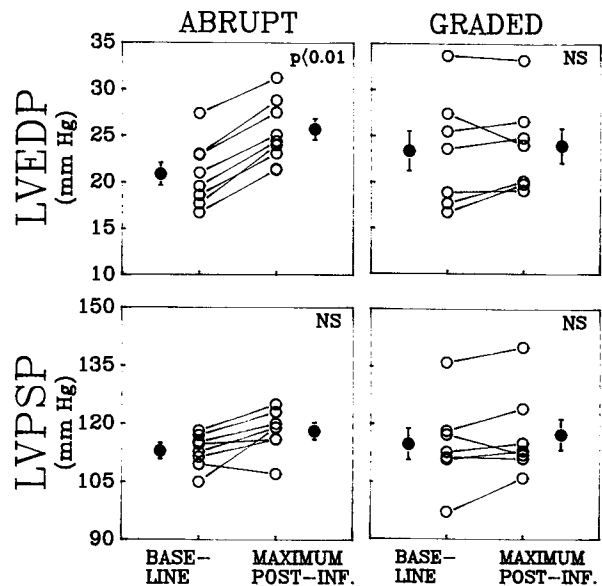 ABRUPT
GRADED
LVEDP
(mm Hg)
35
30
25
20
15
10
p⟨0.01
NS
LVPSP
(mm Hg)
150
135
120
105
90
NS
NS
BASE–
LINE
MAXIMUM
POST–INF.
BASE–
LINE
MAXIMUM
POST–INF.